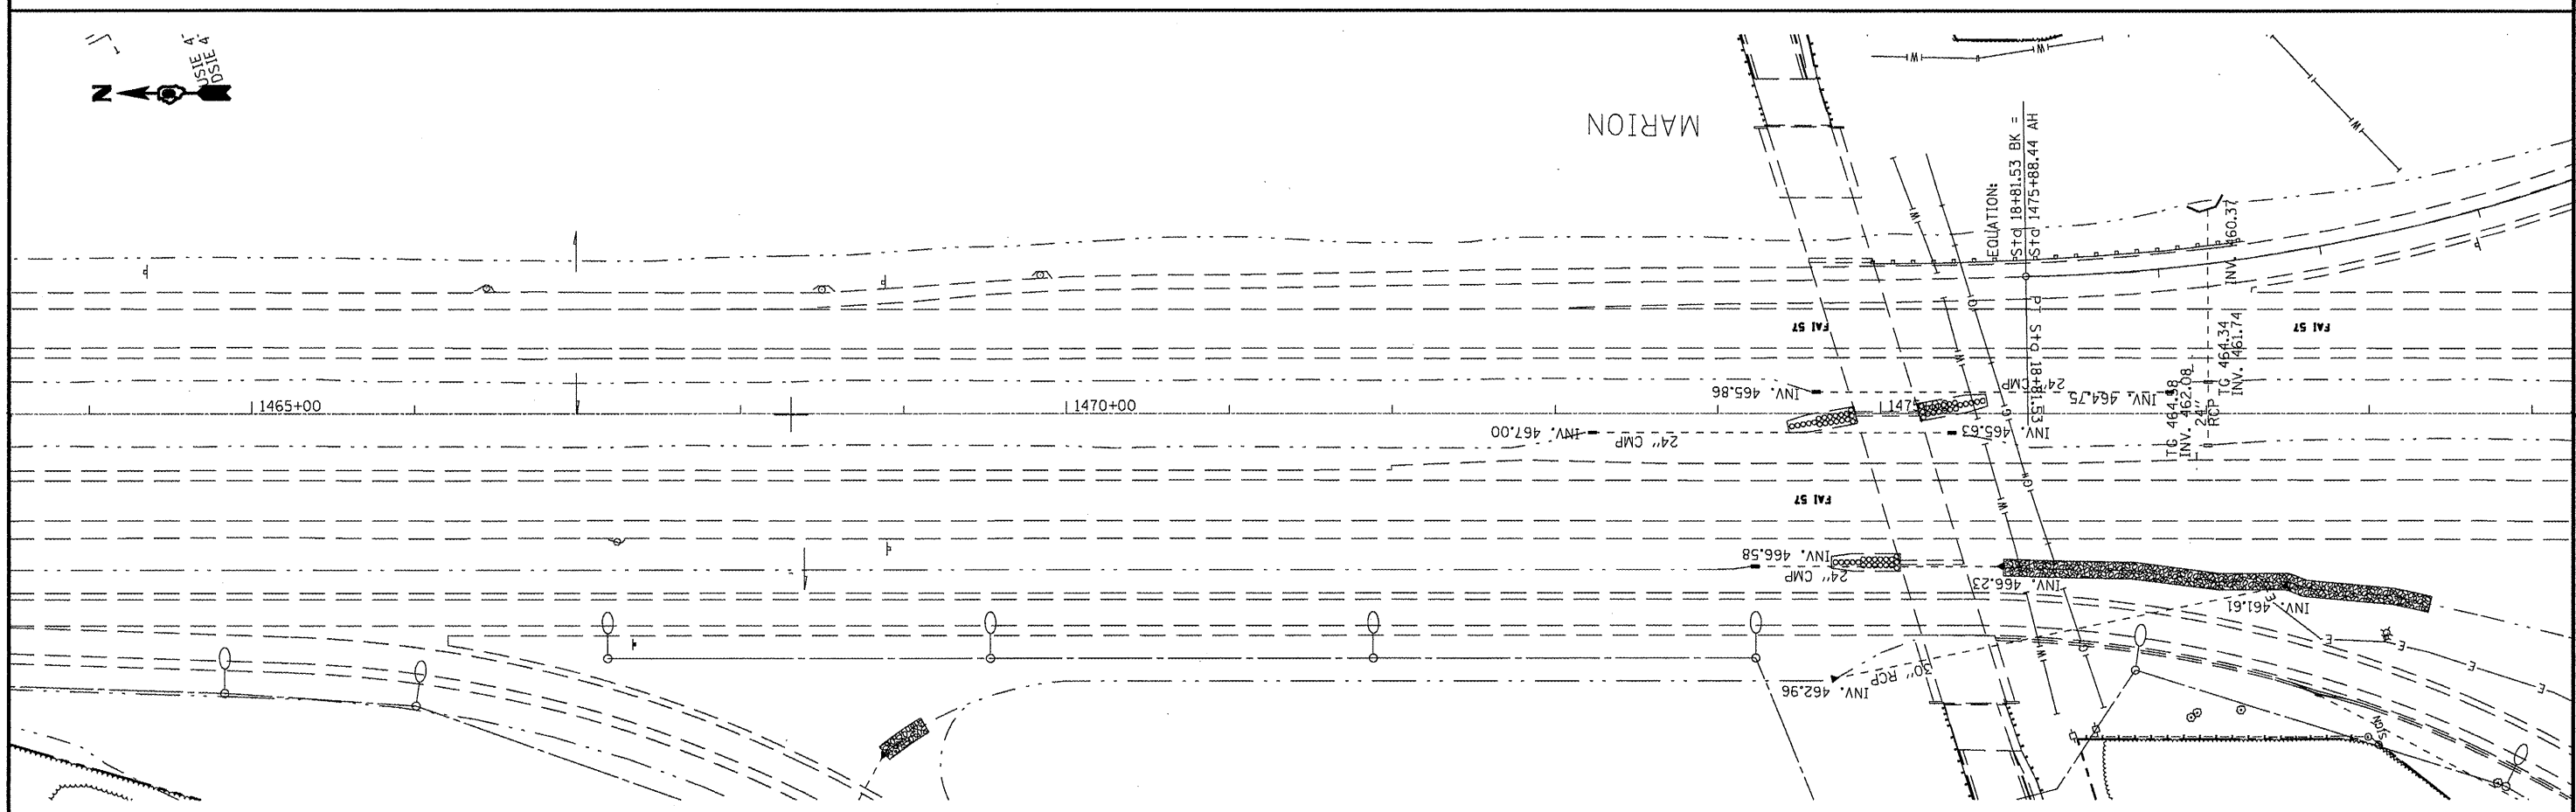 N
USIE 4'
DSIE 4'
MARION
EQUATION:
Sta 18+81.53 BK =
Sta 1475+88.44 AH
INV. 460.37
FAI 57
PT Sta 18+81.53
TG 464.34
INV. 461.74
FAI 57
INV. 465.86
24" CMP
INV. 464.75
TG 464.18
INV. 462.08
24"
RCP
1465+00
1470+00
1475
INV. 467.00
24" CMP
INV. 465.63
FAI 57
INV. 466.58
24" CMP
INV. 466.23
INV. 461.61
INV. 462.96
30" RCP
SIGN
W
W
W
W
W
W
W
G
G
G
G
E
E
E
E
E